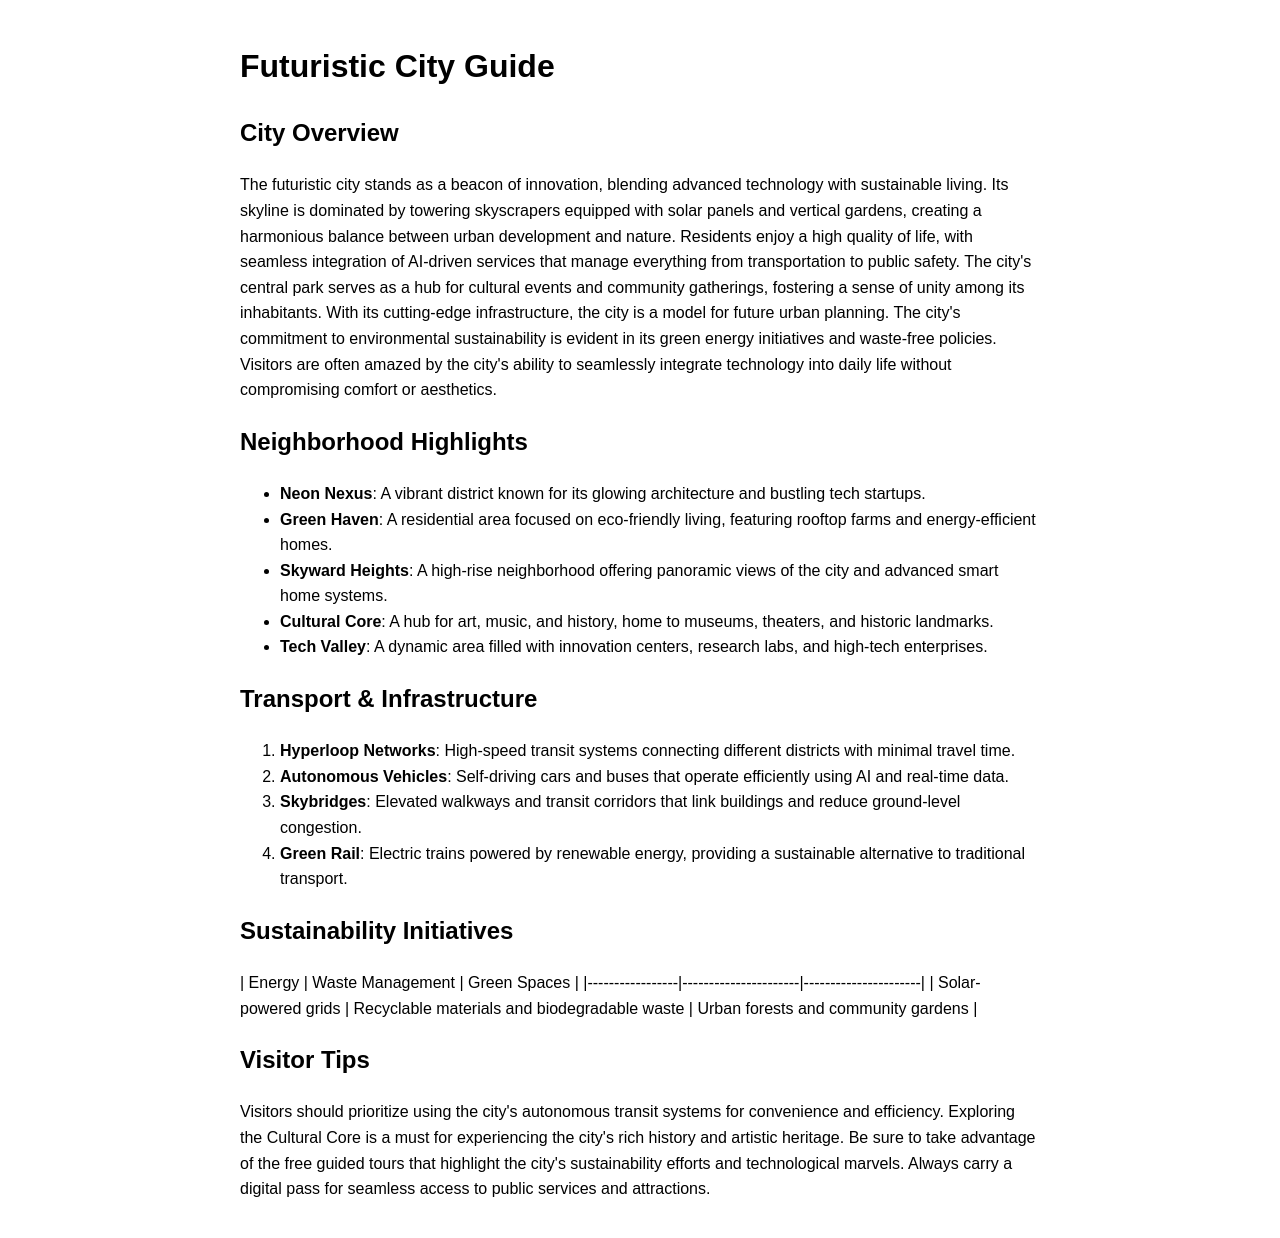 Futuristic City Guide
City Overview
The futuristic city stands as a beacon of innovation, blending advanced technology with sustainable living. Its
skyline is dominated by towering skyscrapers equipped with solar panels and vertical gardens, creating a
harmonious balance between urban development and nature. Residents enjoy a high quality of life, with
seamless integration of AI-driven services that manage everything from transportation to public safety. The city's
central park serves as a hub for cultural events and community gatherings, fostering a sense of unity among its
inhabitants. With its cutting-edge infrastructure, the city is a model for future urban planning. The city's
commitment to environmental sustainability is evident in its green energy initiatives and waste-free policies.
Visitors are often amazed by the city's ability to seamlessly integrate technology into daily life without
compromising comfort or aesthetics.
Neighborhood Highlights
• Neon Nexus: A vibrant district known for its glowing architecture and bustling tech startups.
• Green Haven: A residential area focused on eco-friendly living, featuring rooftop farms and energy-efficient
homes.
• Skyward Heights: A high-rise neighborhood offering panoramic views of the city and advanced smart
home systems.
• Cultural Core: A hub for art, music, and history, home to museums, theaters, and historic landmarks.
• Tech Valley: A dynamic area filled with innovation centers, research labs, and high-tech enterprises.
Transport & Infrastructure
1. Hyperloop Networks: High-speed transit systems connecting different districts with minimal travel time.
2. Autonomous Vehicles: Self-driving cars and buses that operate efficiently using AI and real-time data.
3. Skybridges: Elevated walkways and transit corridors that link buildings and reduce ground-level
congestion.
4. Green Rail: Electric trains powered by renewable energy, providing a sustainable alternative to traditional
transport.
Sustainability Initiatives
| Energy | Waste Management | Green Spaces | |-----------------|----------------------|----------------------| | Solar-
powered grids | Recyclable materials and biodegradable waste | Urban forests and community gardens |
Visitor Tips
Visitors should prioritize using the city's autonomous transit systems for convenience and efficiency. Exploring
the Cultural Core is a must for experiencing the city's rich history and artistic heritage. Be sure to take advantage
of the free guided tours that highlight the city's sustainability efforts and technological marvels. Always carry a
digital pass for seamless access to public services and attractions.